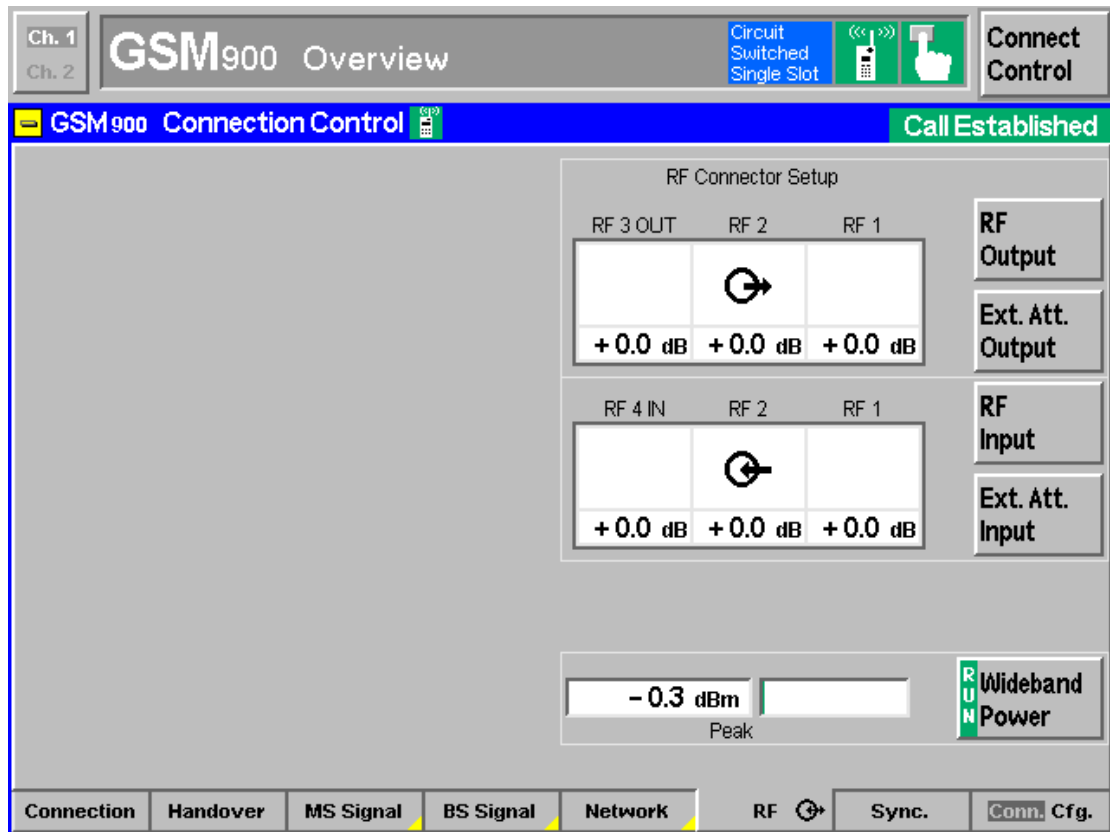 Ch. 1
Ch. 2
GSM900 Overview
Circuit
Switched
Single Slot
Connect
Control
GSM 900 Connection Control
Call Established
RF Connector Setup
RF 3 OUT RF 2 RF 1
+ 0.0 dB + 0.0 dB + 0.0 dB
RF
Output
Ext. Att.
Output
RF 4 IN RF 2 RF 1
+ 0.0 dB + 0.0 dB + 0.0 dB
RF
Input
Ext. Att.
Input
– 0.3 dBm
Peak
RUN
Wideband
Power
Connection Handover MS Signal BS Signal Network RF Sync. Conn. Cfg.